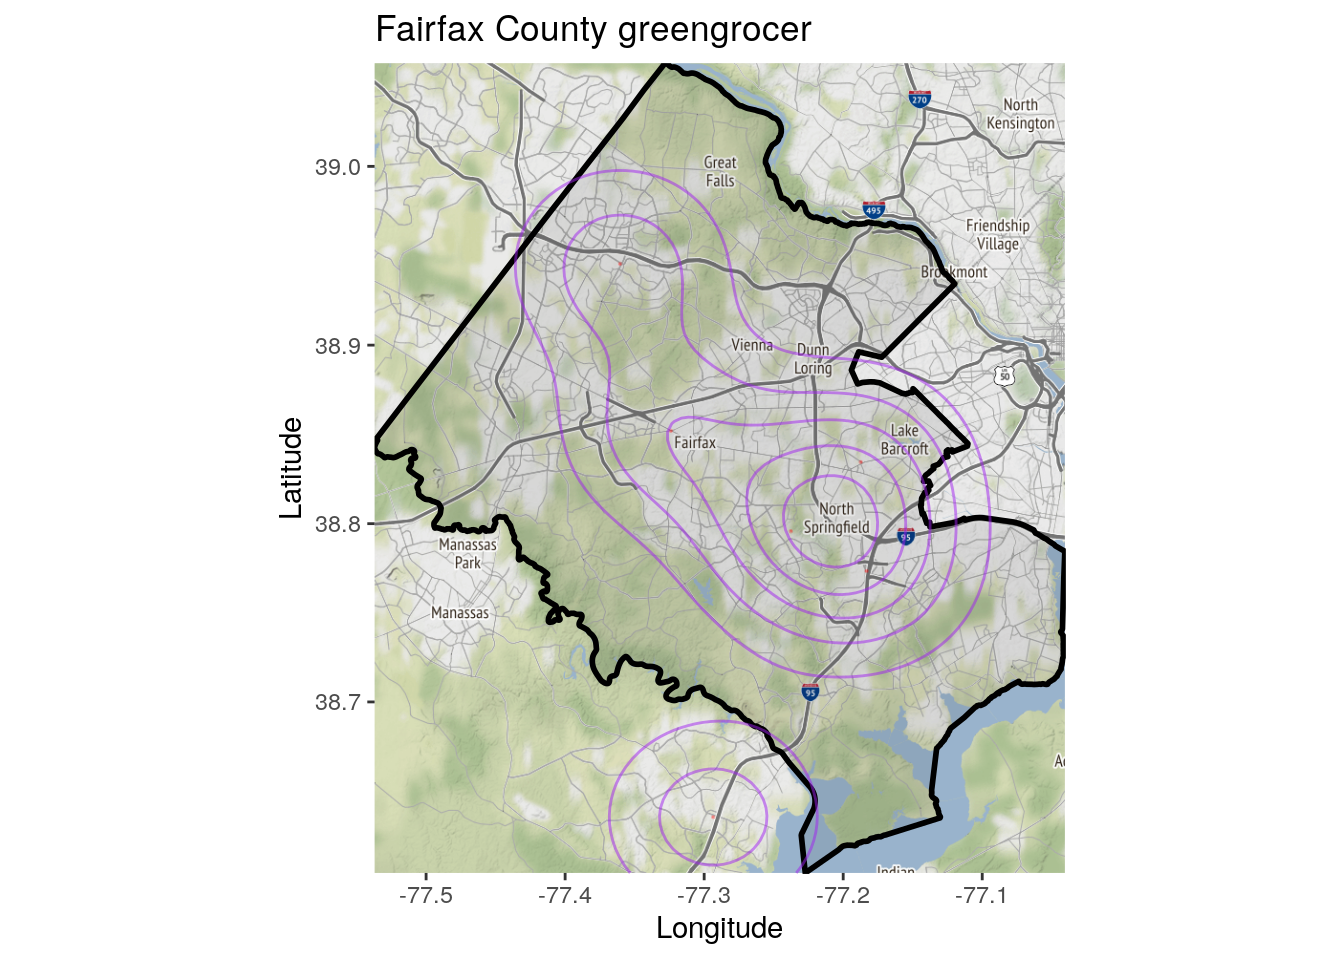 Fairfax County greengrocer
270
North
Kensington
39.0
Great
Falls
495
Friendship
Village
Brookmont
38.9
Vienna
Dunn
Loring
50
Latitude
Fairfax
Lake
Barcroft
38.8
North
Springfield
95
Manassas
Park
Manassas
38.7
95
Indian
-77.5
-77.4
-77.3
-77.2
-77.1
Longitude